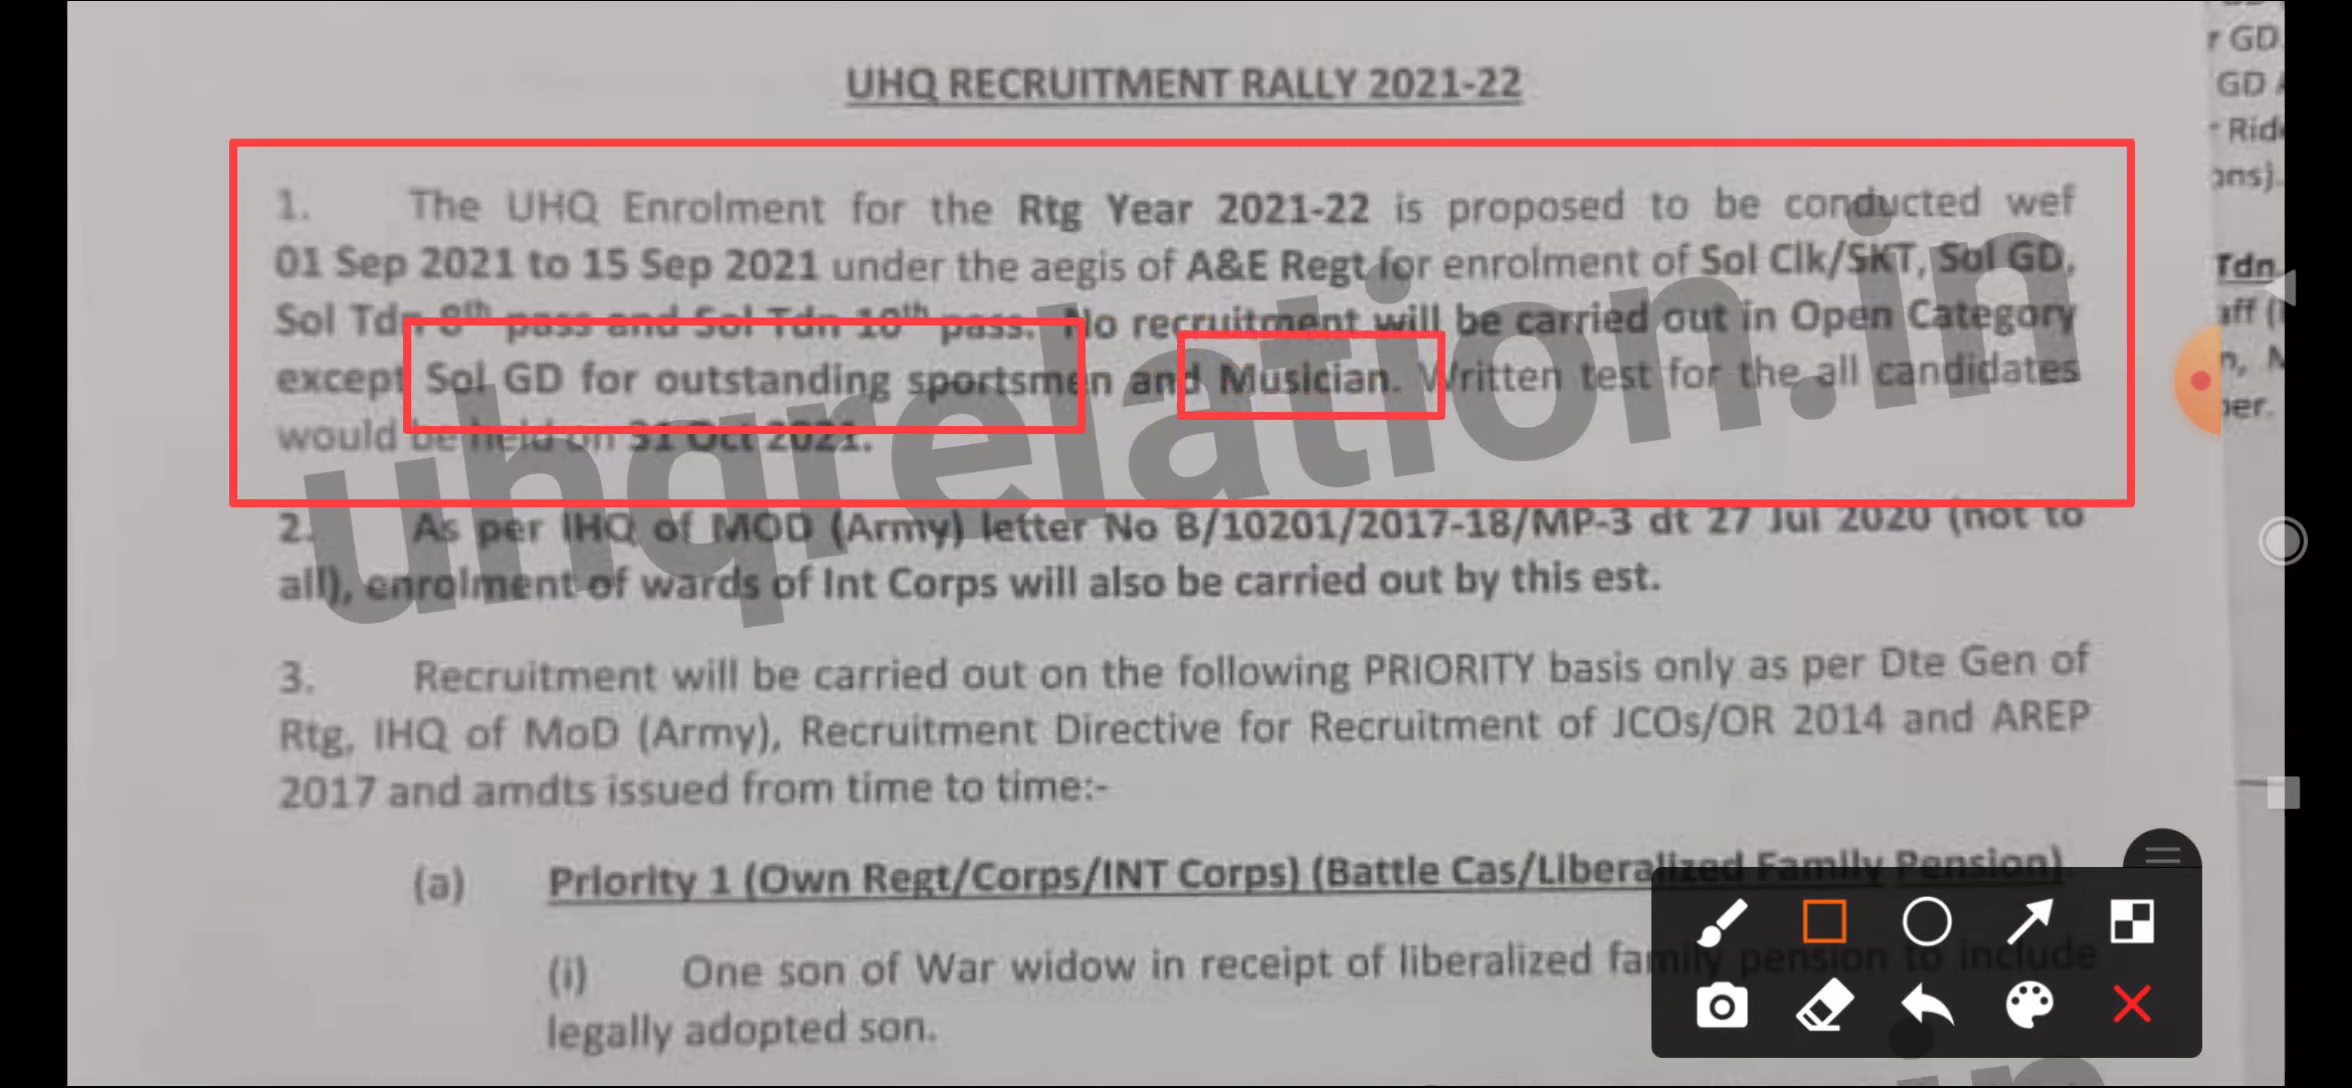 UHQ RECRUITMENT RALLY 2021-22
1. The UHQ Enrolment for the Rtg Year 2021-22 is proposed to be conducted wef
01 Sep 2021 to 15 Sep 2021 under the aegis of A&E Regt for enrolment of Sol Clk/SKT, Sol GD,
Sol Tdn 8th pass and Sol Tdn 10th pass. No recruitment will be carried out in Open Category
except Sol GD for outstanding sportsmen and Musician. Written test for the all candidates
would be held on 31 Oct 2021.
2. As per IHQ of MOD (Army) letter No B/10201/2017-18/MP-3 dt 27 Jul 2020 (not to
all), enrolment of wards of Int Corps will also be carried out by this est.
3. Recruitment will be carried out on the following PRIORITY basis only as per Dte Gen of
Rtg, IHQ of MoD (Army), Recruitment Directive for Recruitment of JCOs/OR 2014 and AREP
2017 and amdts issued from time to time:-
(a) Priority 1 (Own Regt/Corps/INT Corps) (Battle Cas/Liberalized Family Pension).
(i) One son of War widow in receipt of liberalized family pension to include
legally adopted son.
uhqrelation.in
GD
GD
Tdn